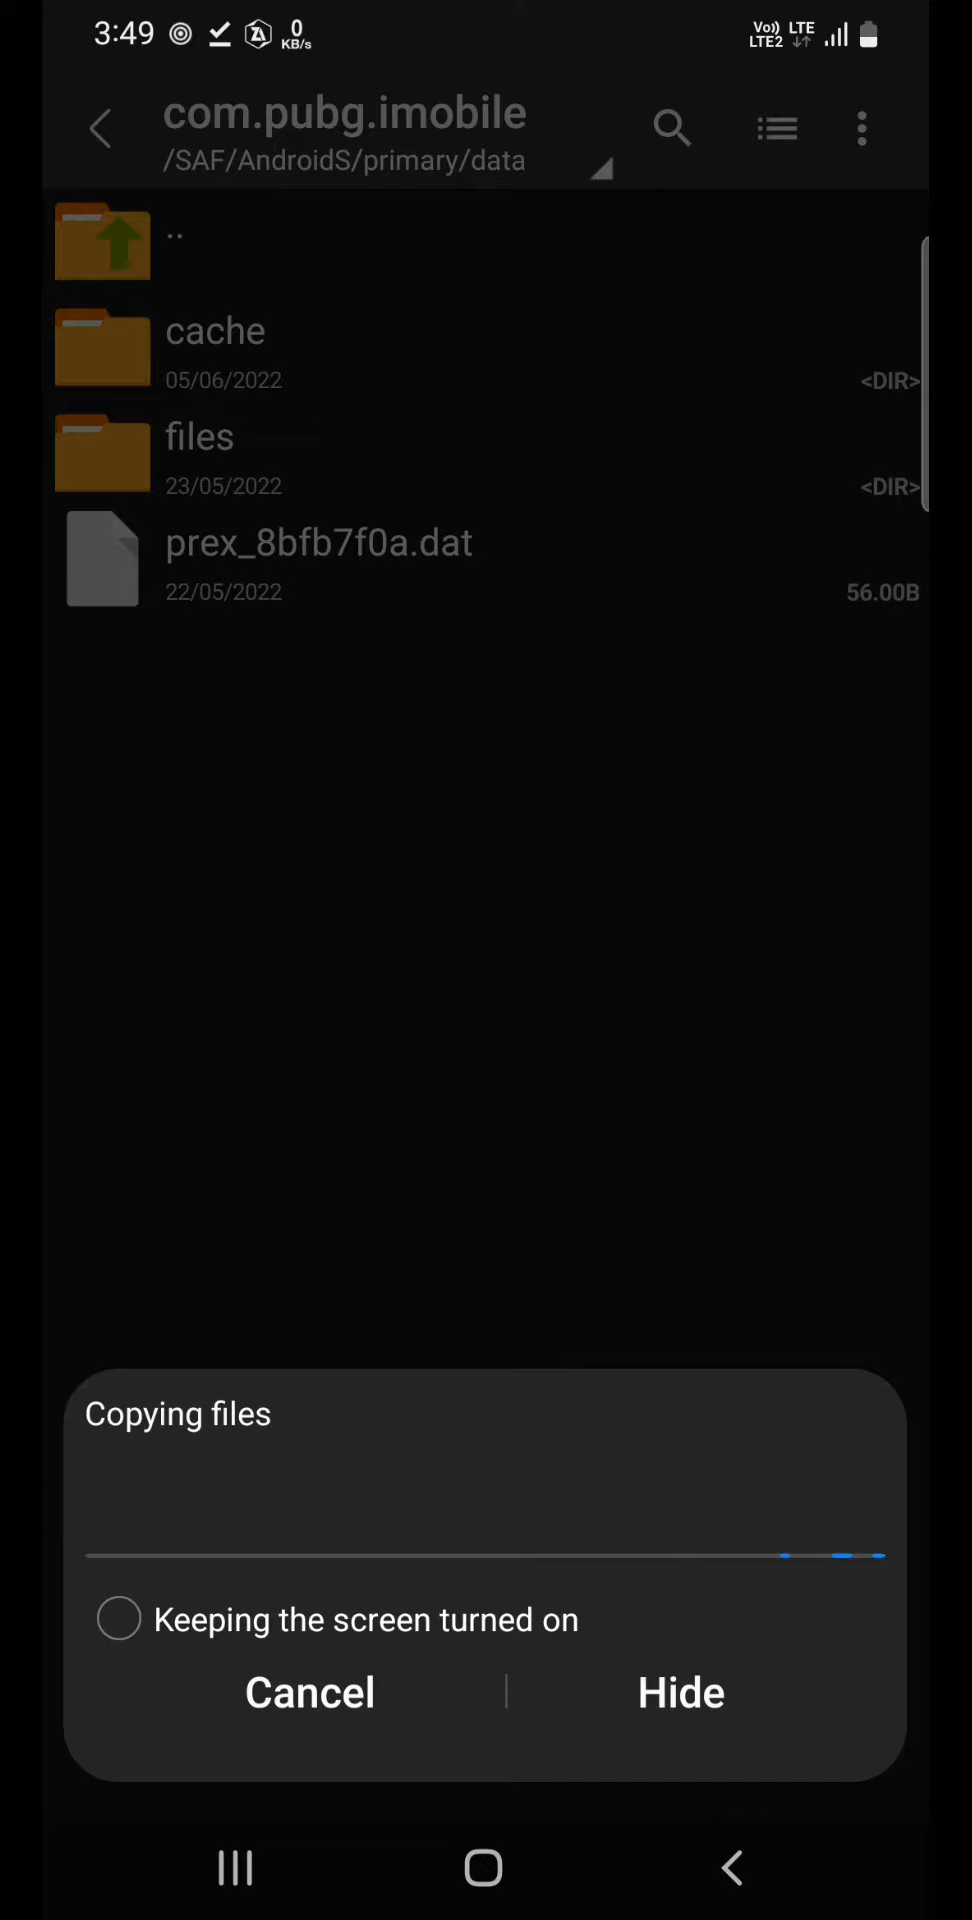 3:49 0 KB/s Vo)) LTE2 LTE
com.pubg.imobile
/SAF/AndroidS/primary/data
..
cache
05/06/2022 <DIR>
files
23/05/2022 <DIR>
prex_8bfb7f0a.dat
22/05/2022 56.00B
Copying files
Keeping the screen turned on
Cancel Hide